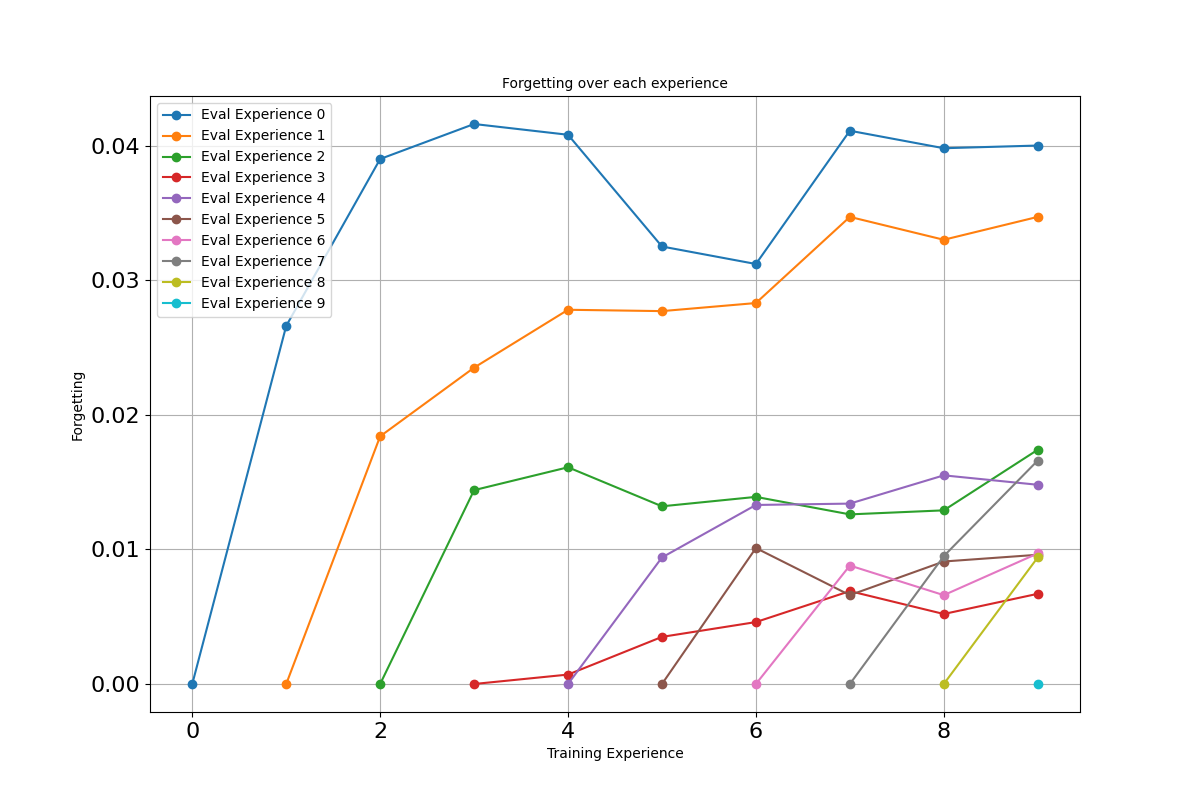 Forgetting over each experience
Eval Experience 0
Eval Experience 1
Eval Experience 2
Eval Experience 3
Eval Experience 4
Eval Experience 5
Eval Experience 6
Eval Experience 7
Eval Experience 8
Eval Experience 9
0.04
0.03
0.02
0.01
0.00
Forgetting
0 2 4 6 8
Training Experience